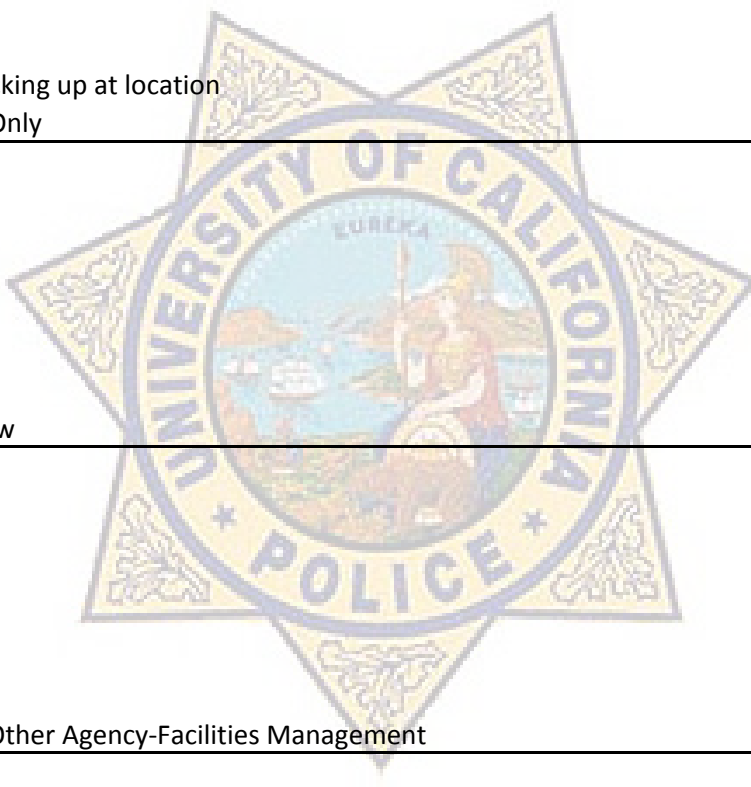 king up at location
Only
UNIVERSITY OF CALIFORNIA
EUREKA
w
POLICE
Other Agency-Facilities Management